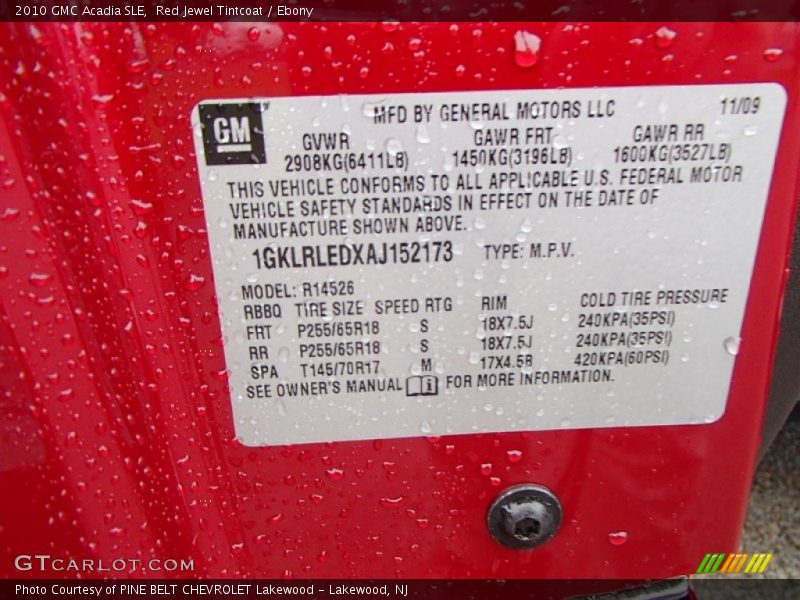 2010 GMC Acadia SLE, Red Jewel Tintcoat / Ebony
GM
MFD BY GENERAL MOTORS LLC 11/09
GVWR GAWR FRT GAWR RR
2908KG(6411LB) 1450KG(3196LB) 1600KG(3527LB)
THIS VEHICLE CONFORMS TO ALL APPLICABLE U.S. FEDERAL MOTOR
VEHICLE SAFETY STANDARDS IN EFFECT ON THE DATE OF
MANUFACTURE SHOWN ABOVE.
1GKLRLEDXAJ152173 TYPE: M.P.V.
MODEL: R14526
RBBQ TIRE SIZE SPEED RTG RIM COLD TIRE PRESSURE
FRT P255/65R18 S 18X7.5J 240KPA(35PSI)
RR P255/65R18 S 18X7.5J 240KPA(35PSI)
SPA T145/70R17 M 17X4.5B 420KPA(60PSI)
SEE OWNER'S MANUAL FOR MORE INFORMATION.
GTCARLOT.COM
Photo Courtesy of PINE BELT CHEVROLET Lakewood - Lakewood, NJ